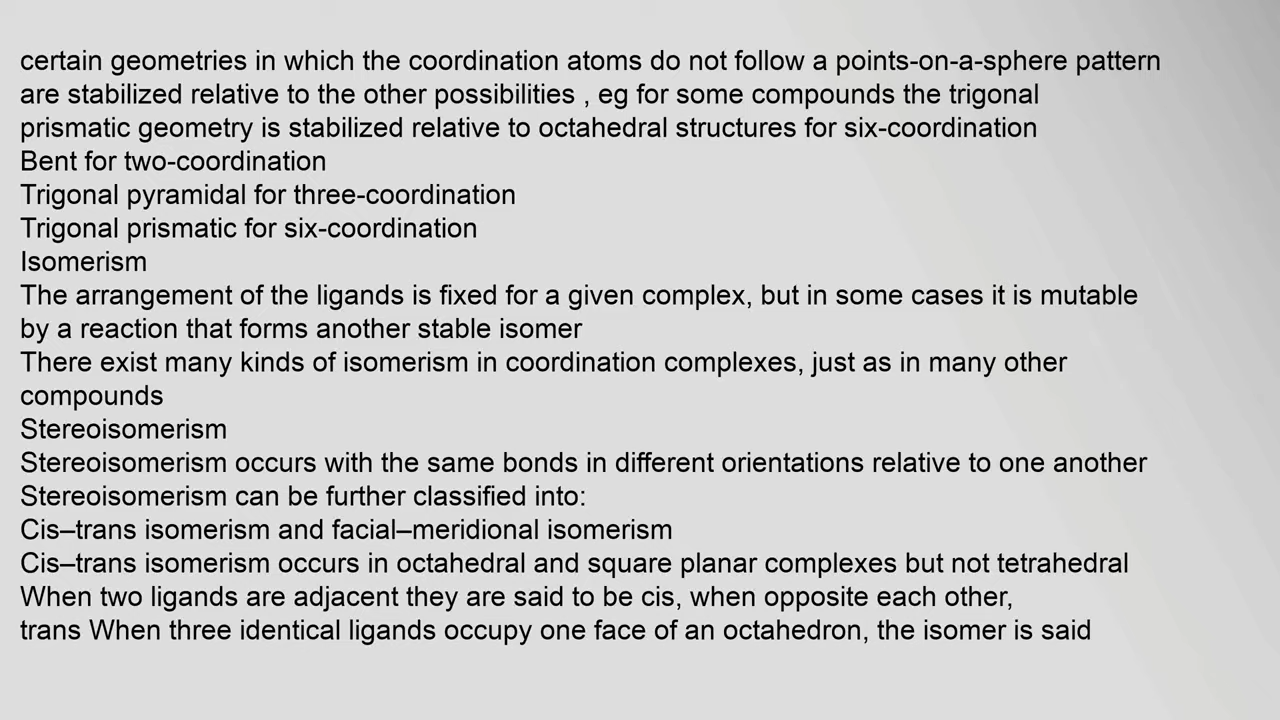 certain geometries in which the coordination atoms do not follow a points-on-a-sphere pattern
are stabilized relative to the other possibilities , eg for some compounds the trigonal
prismatic geometry is stabilized relative to octahedral structures for six-coordination
Bent for two-coordination
Trigonal pyramidal for three-coordination
Trigonal prismatic for six-coordination
Isomerism
The arrangement of the ligands is fixed for a given complex, but in some cases it is mutable
by a reaction that forms another stable isomer
There exist many kinds of isomerism in coordination complexes, just as in many other
compounds
Stereoisomerism
Stereoisomerism occurs with the same bonds in different orientations relative to one another
Stereoisomerism can be further classified into:
Cis–trans isomerism and facial–meridional isomerism
Cis–trans isomerism occurs in octahedral and square planar complexes but not tetrahedral
When two ligands are adjacent they are said to be cis, when opposite each other,
trans When three identical ligands occupy one face of an octahedron, the isomer is said